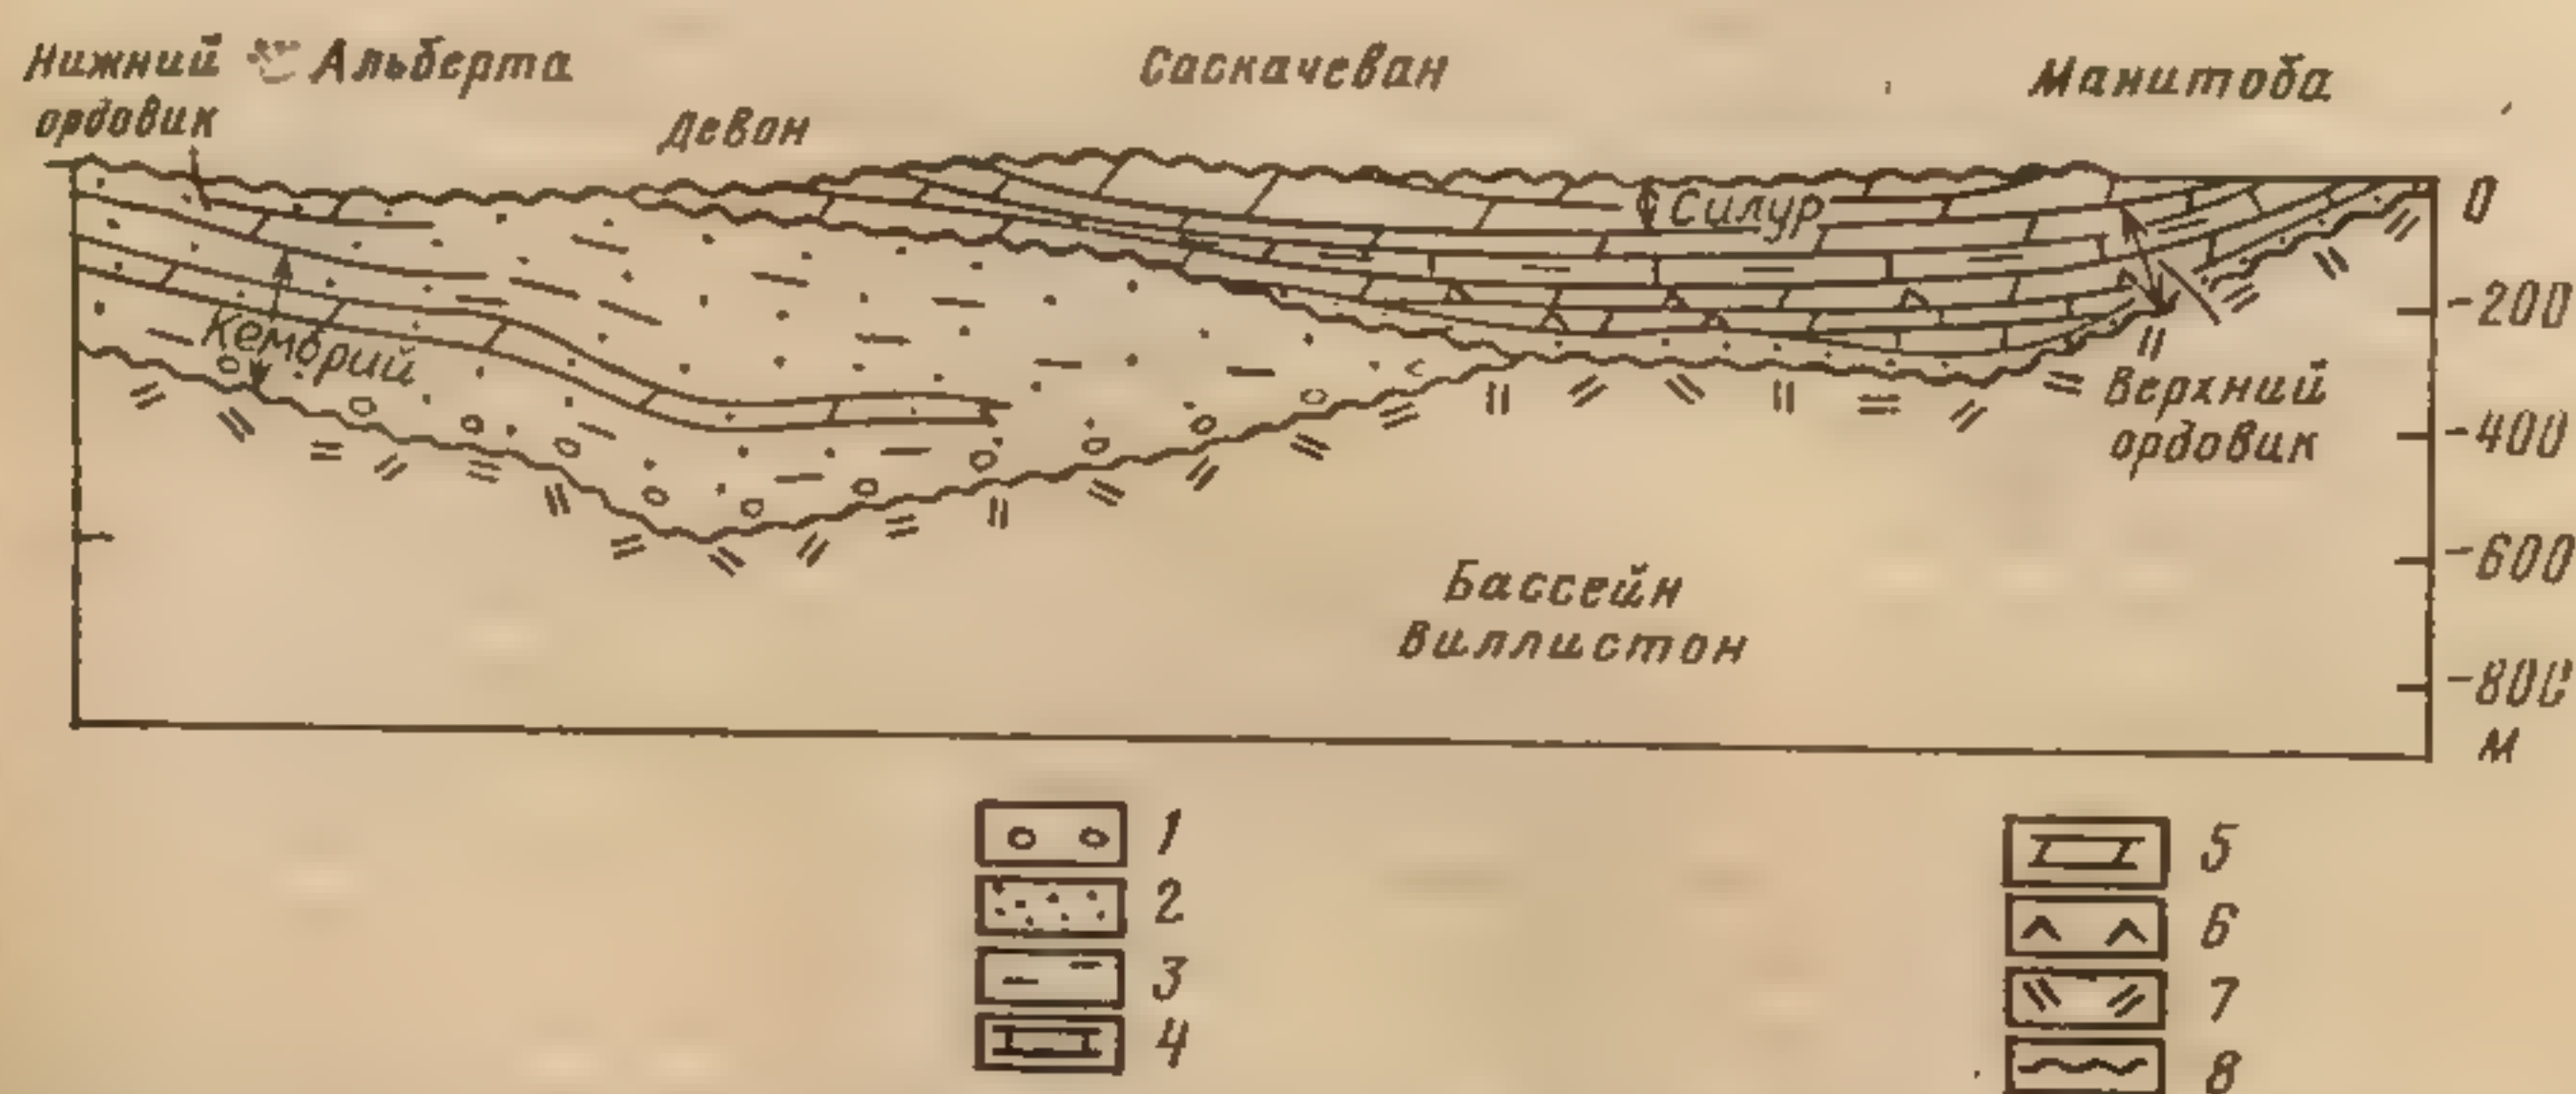 Нижний
ордовик
Альберта
Девон
Саскачеван
Манитоба
Силур
Кембрий
Верхний
ордовик
Бассейн
Виллистон
0
-200
-400
-600
-800
м
1
2
3
4
5
6
7
8